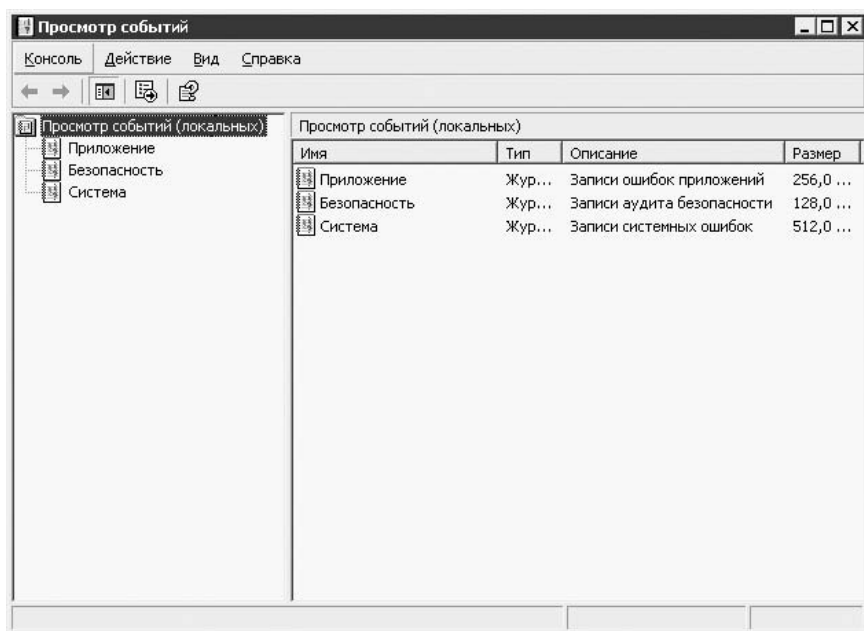 Просмотр событий
Консоль Действие Вид Справка
Просмотр событий (локальных)
Приложение
Безопасность
Система
Просмотр событий (локальных)
Имя Тип Описание Размер
Приложение Жур... Записи ошибок приложений 256,0 ...
Безопасность Жур... Записи аудита безопасности 128,0 ...
Система Жур... Записи системных ошибок 512,0 ...